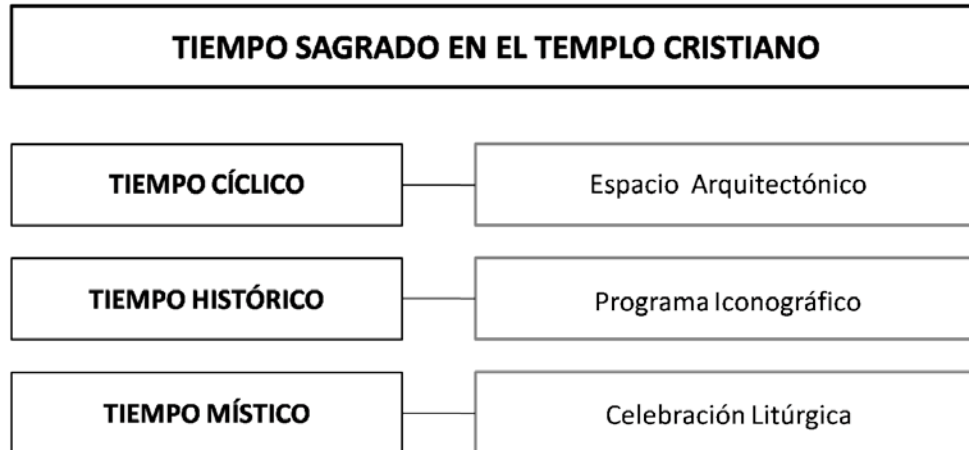 TIEMPO SAGRADO EN EL TEMPLO CRISTIANO
TIEMPO CÍCLICO
Espacio Arquitectónico
TIEMPO HISTÓRICO
Programa Iconográfico
TIEMPO MÍSTICO
Celebración Litúrgica